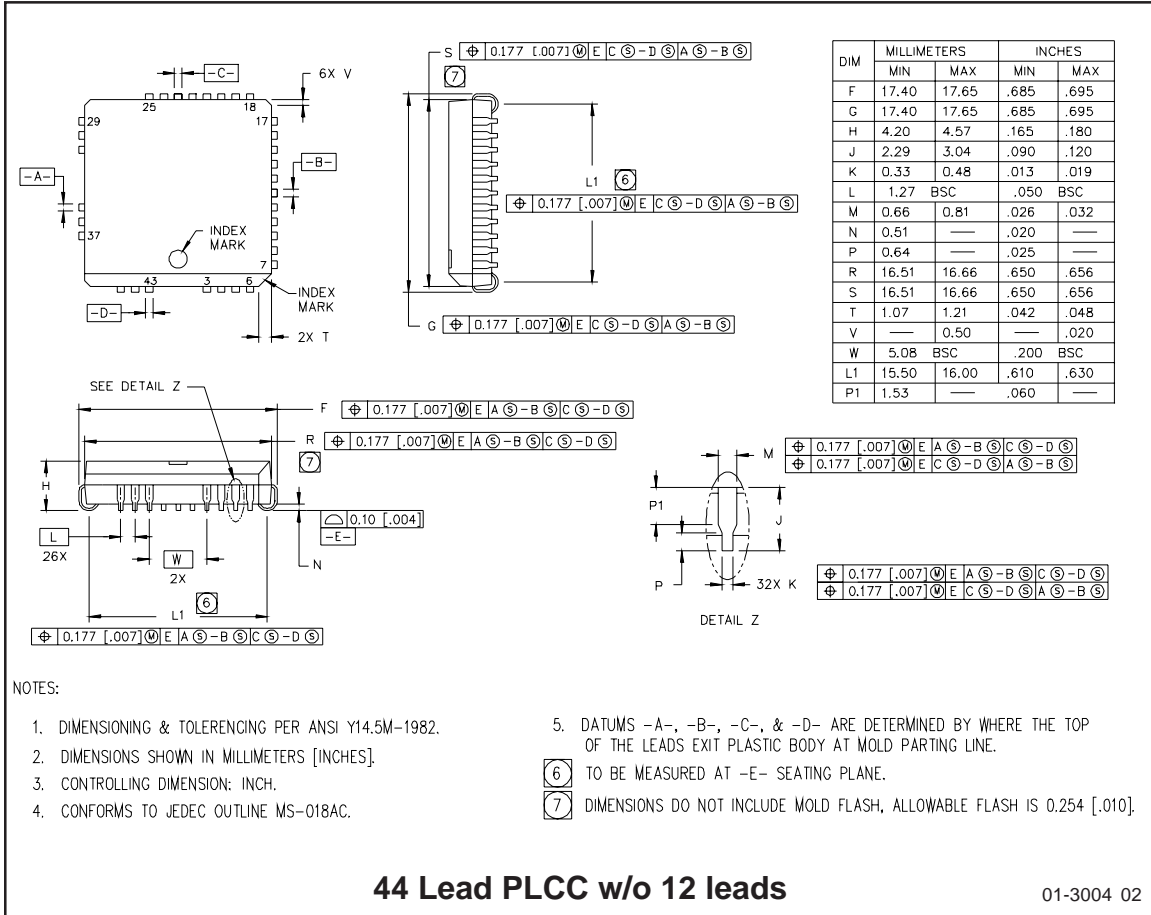 -C-
6X V
25
18
29
17
-B-
-A-
37
INDEX
MARK
7
43
3
6
INDEX
MARK
-D-
2X T
S ⌖ 0.177 [.007]Ⓜ E C Ⓢ-D Ⓢ A Ⓢ-B Ⓢ
7
L1 6
⌖ 0.177 [.007]Ⓜ E C Ⓢ-D Ⓢ A Ⓢ-B Ⓢ
G ⌖ 0.177 [.007]Ⓜ E C Ⓢ-D Ⓢ A Ⓢ-B Ⓢ
DIM MILLIMETERS INCHES
MIN MAX MIN MAX
F 17.40 17.65 .685 .695
G 17.40 17.65 .685 .695
H 4.20 4.57 .165 .180
J 2.29 3.04 .090 .120
K 0.33 0.48 .013 .019
L 1.27 BSC .050 BSC
M 0.66 0.81 .026 .032
N 0.51 — .020 —
P 0.64 — .025 —
R 16.51 16.66 .650 .656
S 16.51 16.66 .650 .656
T 1.07 1.21 .042 .048
V — 0.50 — .020
W 5.08 BSC .200 BSC
L1 15.50 16.00 .610 .630
P1 1.53 — .060 —
SEE DETAIL Z
F ⌖ 0.177 [.007]Ⓜ E A Ⓢ-B Ⓢ C Ⓢ-D Ⓢ
R ⌖ 0.177 [.007]Ⓜ E A Ⓢ-B Ⓢ C Ⓢ-D Ⓢ
7
H
⌓ 0.10 [.004]
-E-
L
26X
W
2X
N
6
L1
⌖ 0.177 [.007]Ⓜ E A Ⓢ-B Ⓢ C Ⓢ-D Ⓢ
M ⌖ 0.177 [.007]Ⓜ E A Ⓢ-B Ⓢ C Ⓢ-D Ⓢ
⌖ 0.177 [.007]Ⓜ E C Ⓢ-D Ⓢ A Ⓢ-B Ⓢ
P1
J
P
32X K
⌖ 0.177 [.007]Ⓜ E A Ⓢ-B Ⓢ C Ⓢ-D Ⓢ
⌖ 0.177 [.007]Ⓜ E C Ⓢ-D Ⓢ A Ⓢ-B Ⓢ
DETAIL Z
NOTES:
1. DIMENSIONING & TOLERENCING PER ANSI Y14.5M-1982.
2. DIMENSIONS SHOWN IN MILLIMETERS [INCHES].
3. CONTROLLING DIMENSION: INCH.
4. CONFORMS TO JEDEC OUTLINE MS-018AC.
5. DATUMS -A-, -B-, -C-, & -D- ARE DETERMINED BY WHERE THE TOP
OF THE LEADS EXIT PLASTIC BODY AT MOLD PARTING LINE.
6 TO BE MEASURED AT -E- SEATING PLANE.
7 DIMENSIONS DO NOT INCLUDE MOLD FLASH, ALLOWABLE FLASH IS 0.254 [.010].
44 Lead PLCC w/o 12 leads
01-3004 02